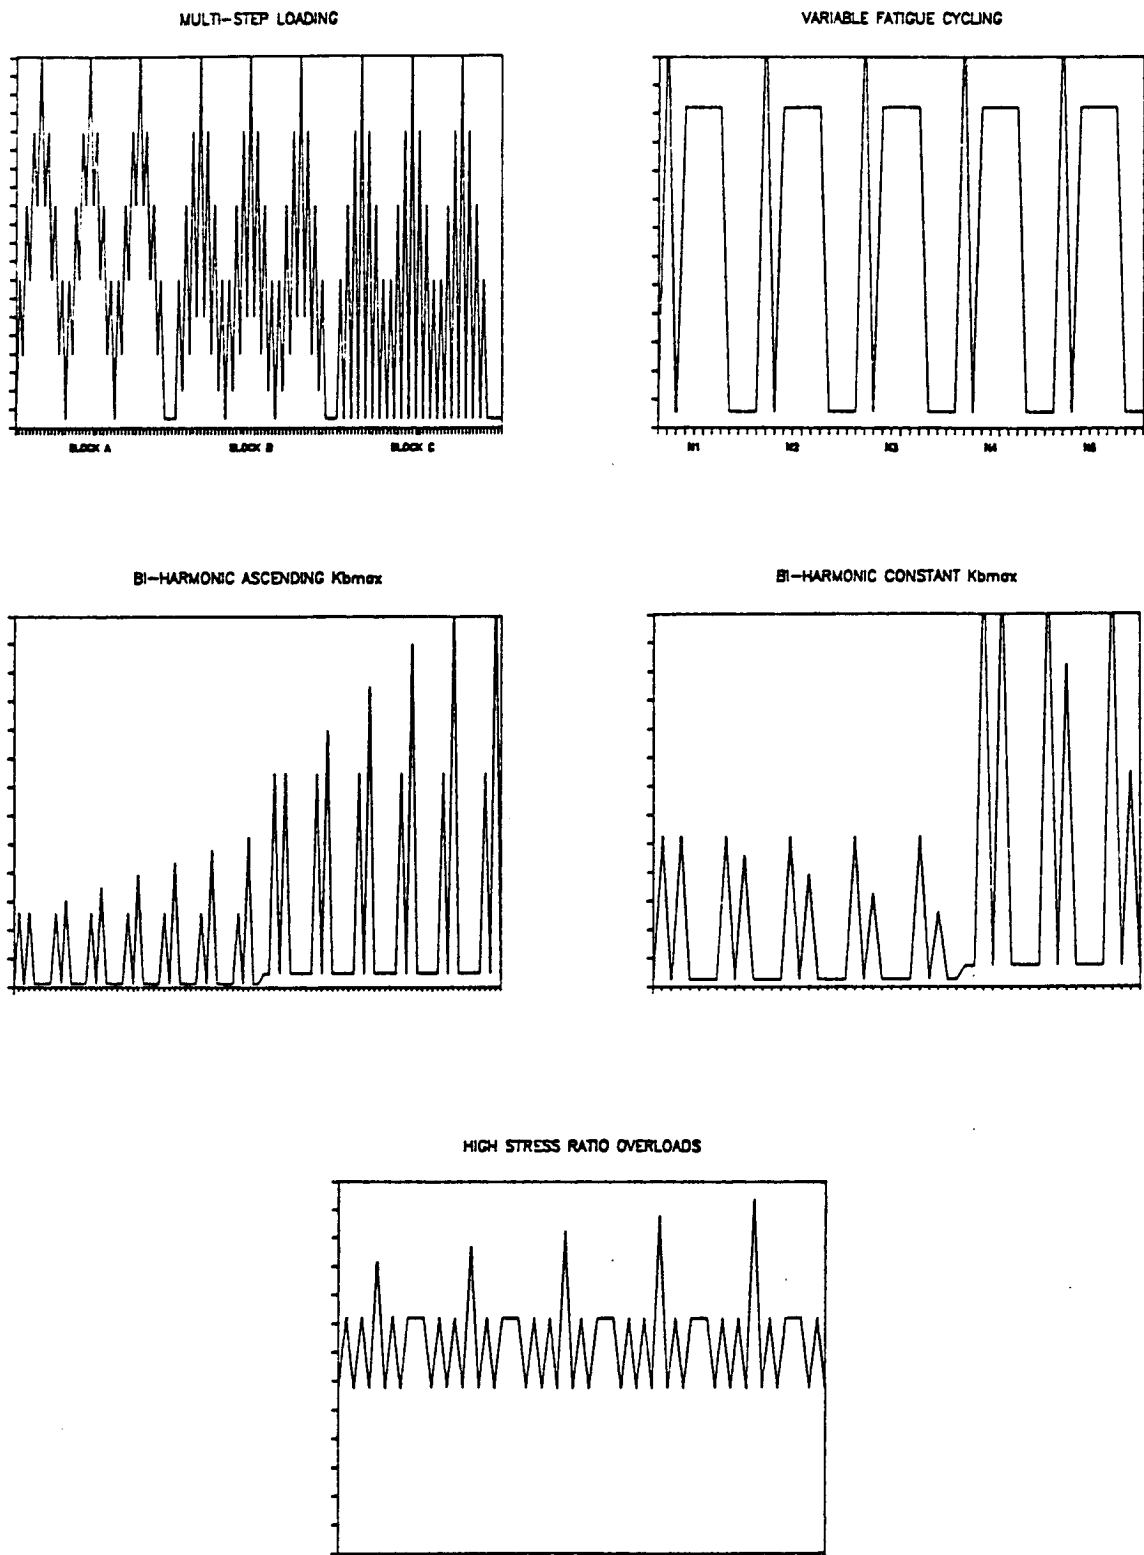 MULTI-STEP LOADING
VARIABLE FATIGUE CYCLING
BLOCK A
BLOCK B
BLOCK C
N1
N2
N3
N4
N5
BI-HARMONIC ASCENDING Kbmax
BI-HARMONIC CONSTANT Kbmax
HIGH STRESS RATIO OVERLOADS